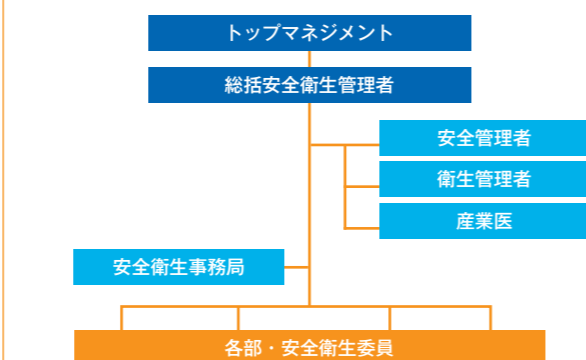 トップマネジメント
総括安全衛生管理者
安全管理者
衛生管理者
産業医
安全衛生事務局
各部・安全衛生委員